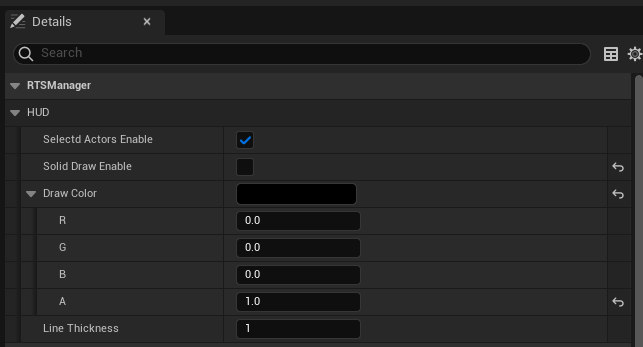 Details
Search
RTSManager
HUD
Selectd Actors Enable
Solid Draw Enable
Draw Color
R 0.0
G 0.0
B 0.0
A 1.0
Line Thickness 1